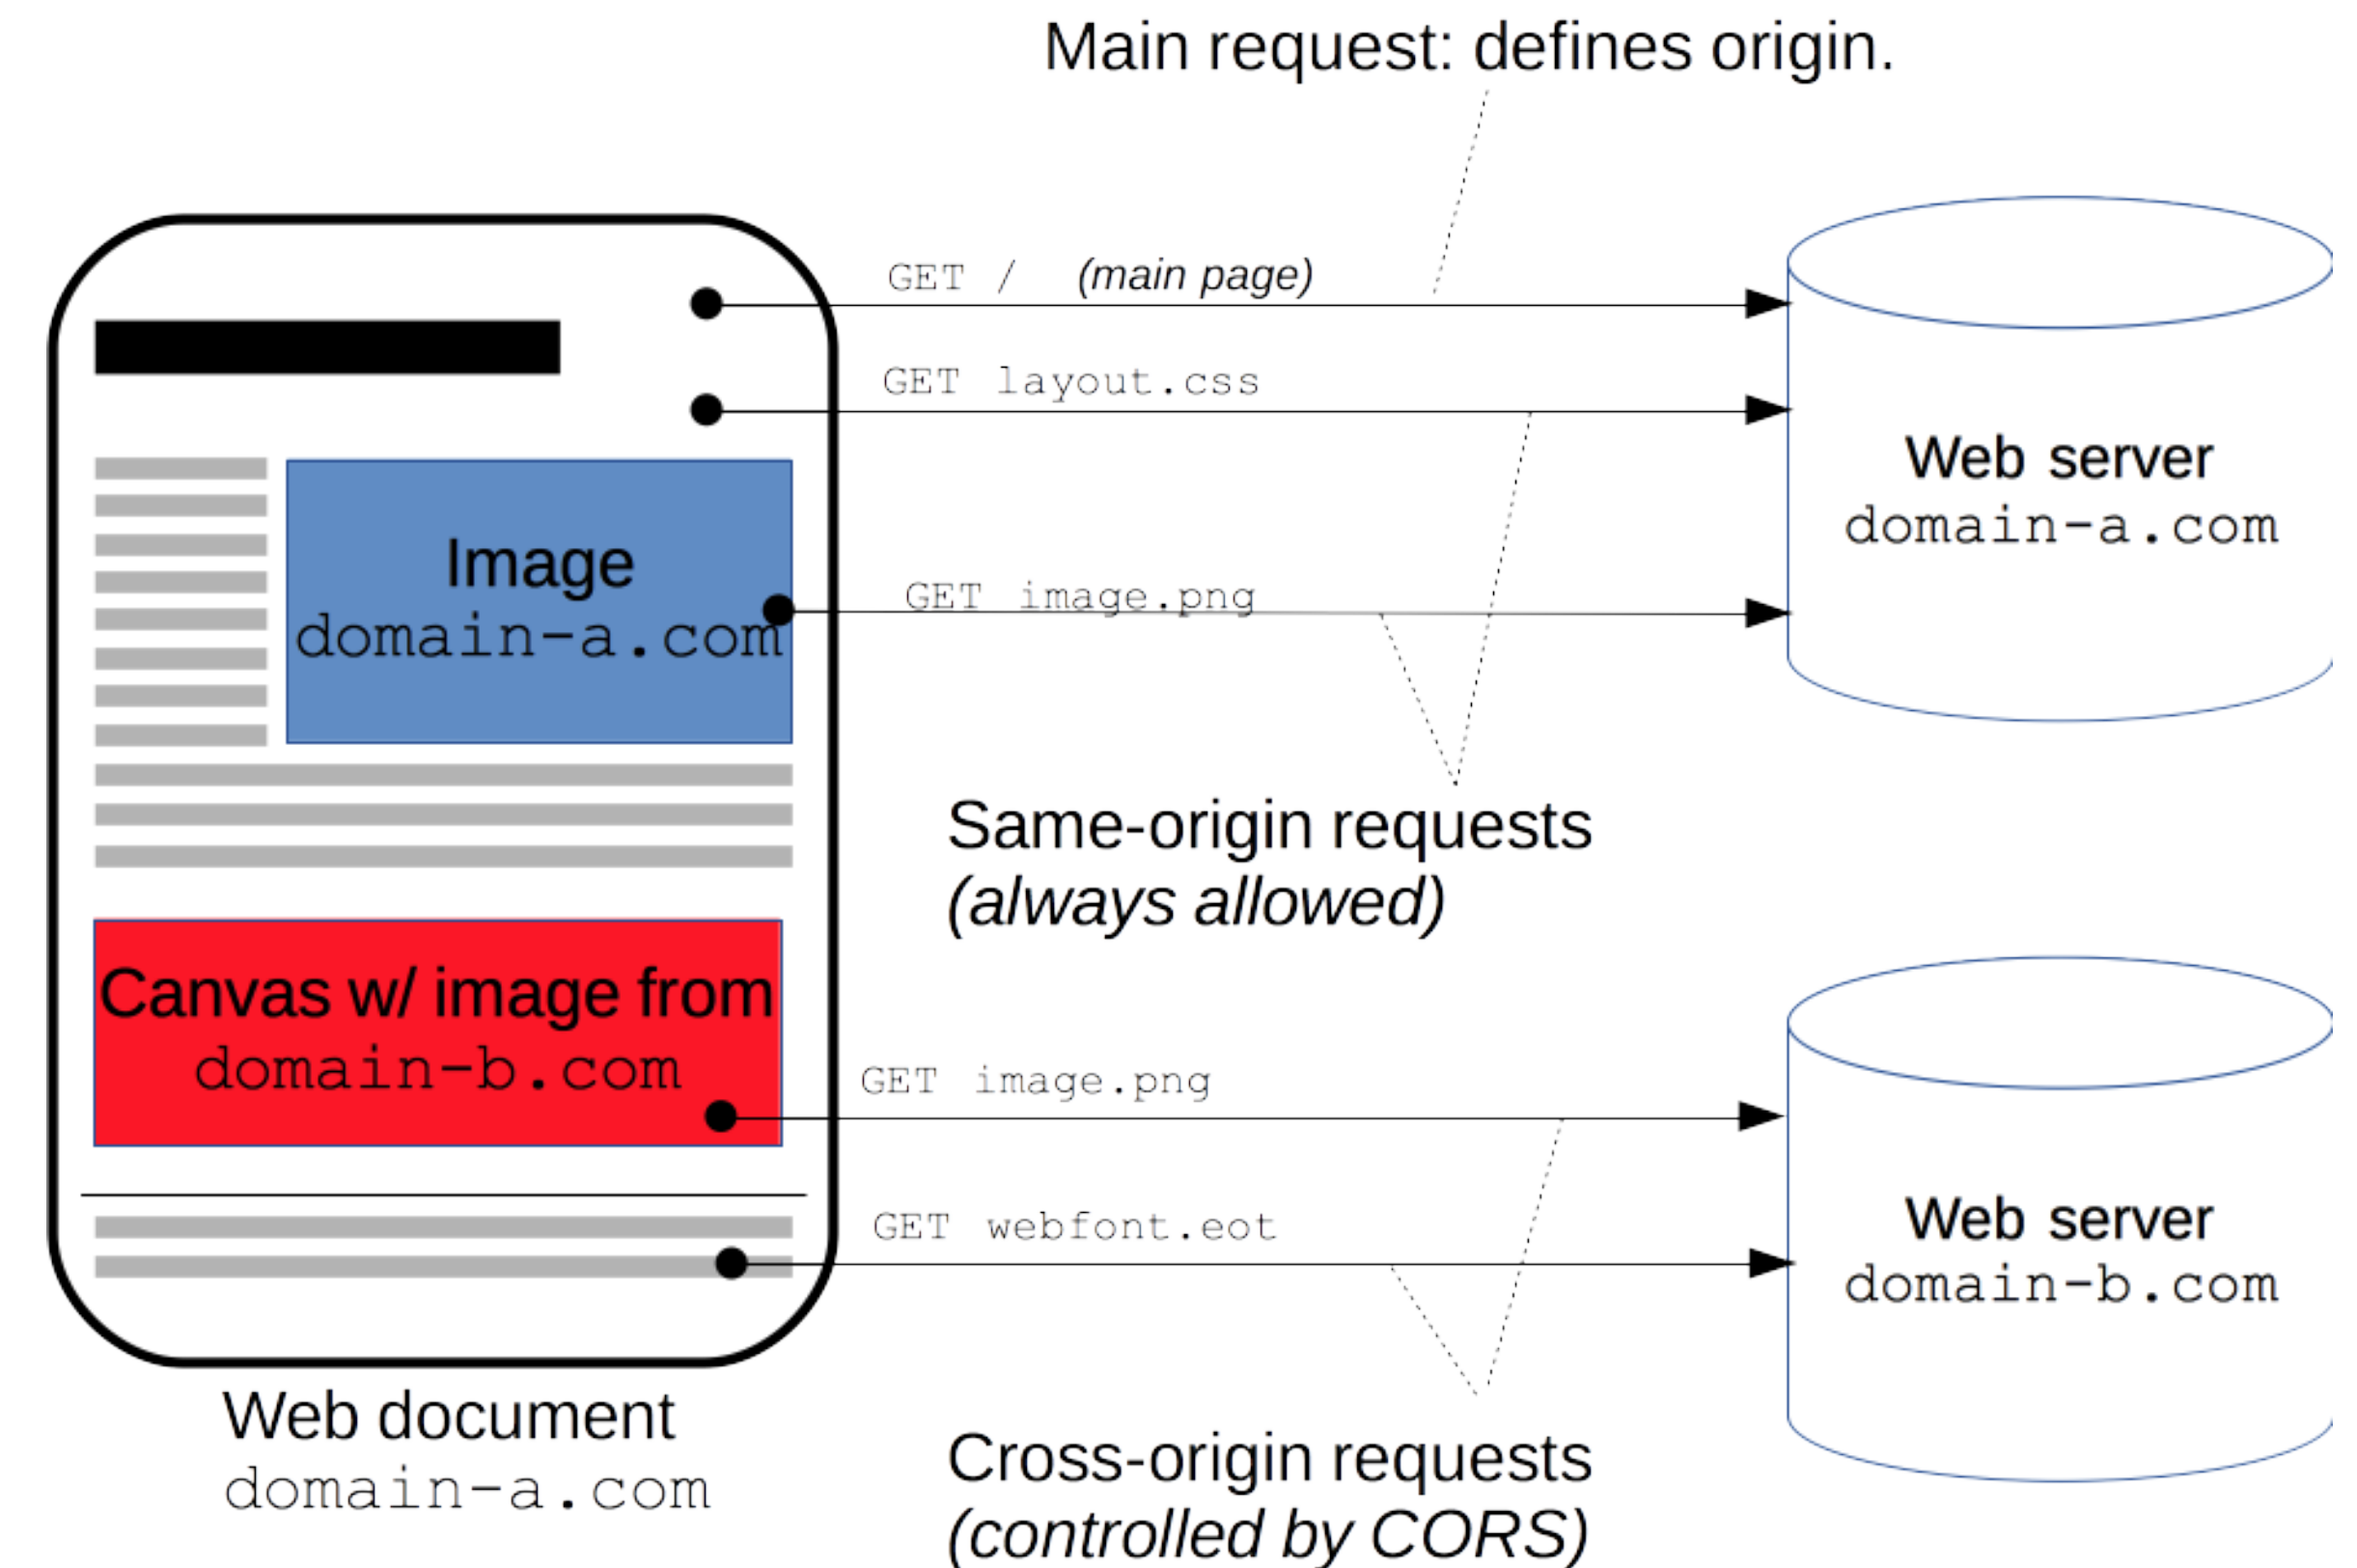 Main request: defines origin.
GET / (main page)
GET layout.css
Image
domain-a.com
GET image.png
Web server
domain-a.com
Same-origin requests
(always allowed)
Canvas w/ image from
domain-b.com
GET image.png
GET webfont.eot
Web server
domain-b.com
Web document
domain-a.com
Cross-origin requests
(controlled by CORS)